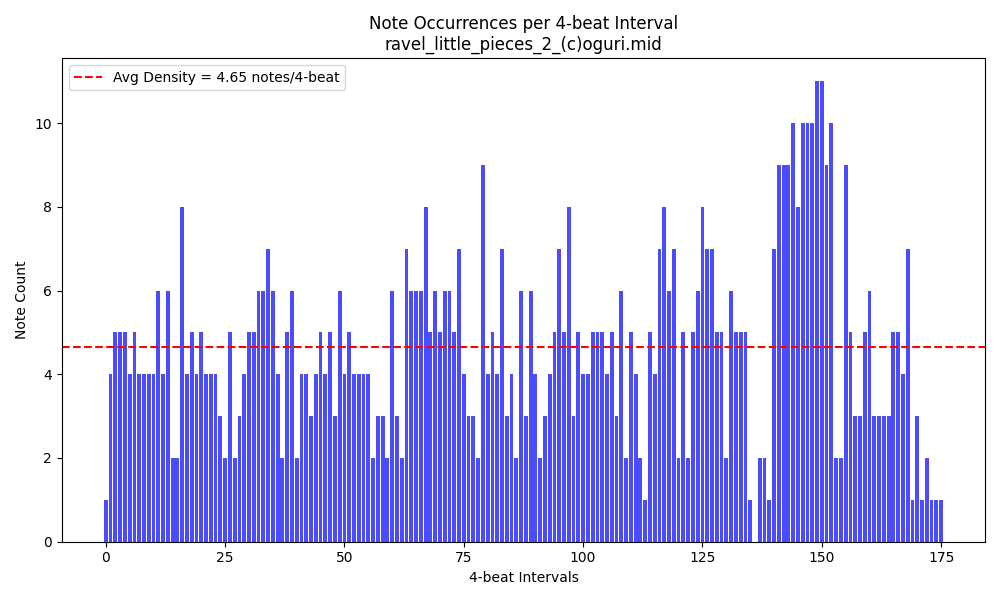 Note Occurrences per 4-beat Interval
ravel_little_pieces_2_(c)oguri.mid
Avg Density = 4.65 notes/4-beat
Note Count
10
8
6
4
2
0
0 25 50 75 100 125 150 175
4-beat Intervals